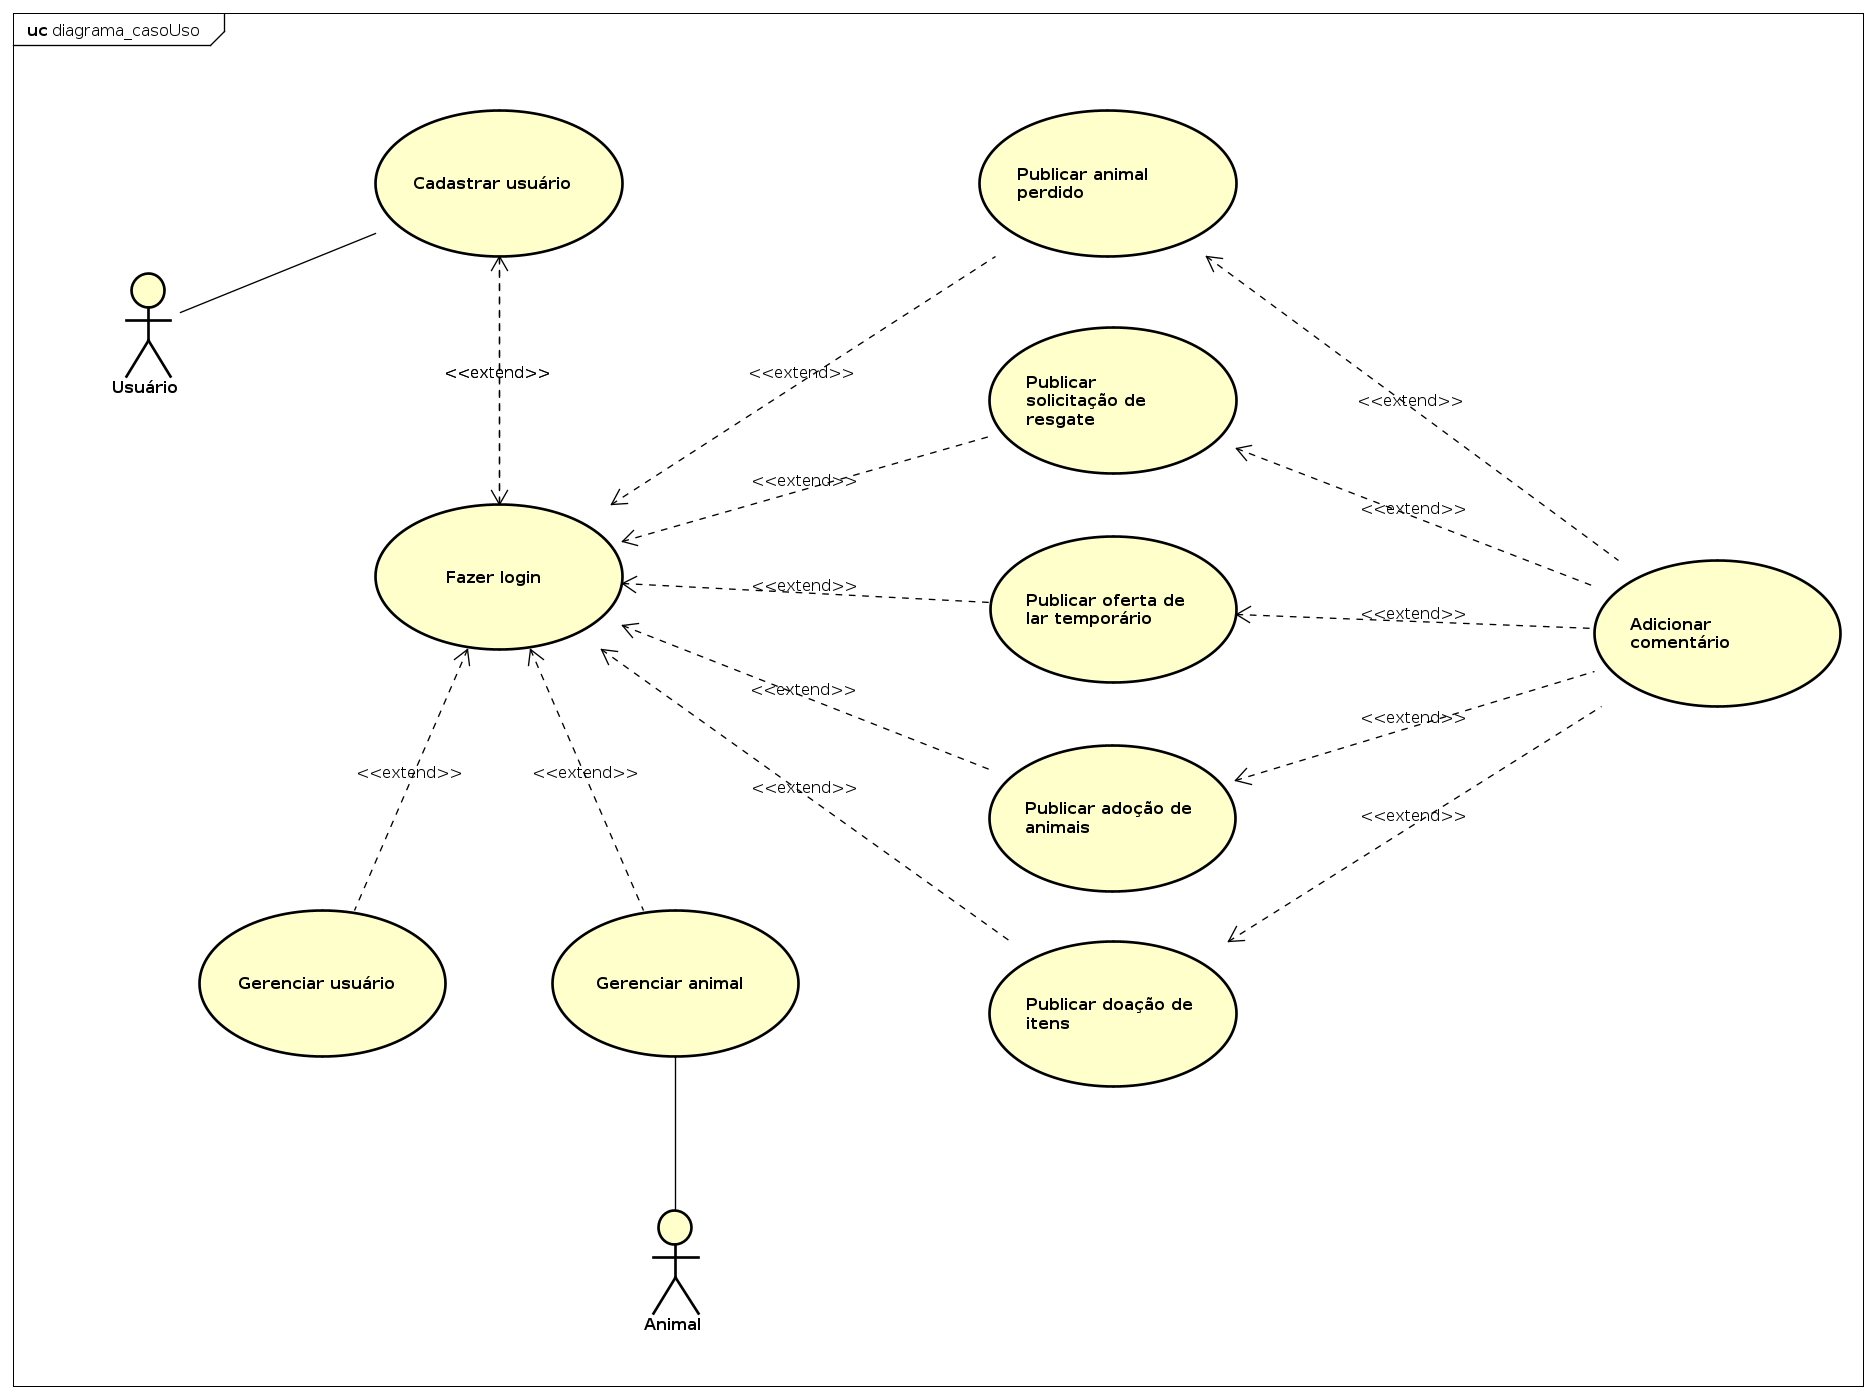 uc diagrama_casoUso
Cadastrar usuário
Publicar animal
perdido
Usuário
<<extend>>
<<extend>>
Publicar
solicitação de
resgate
<<extend>>
<<extend>>
<<extend>>
Fazer login
<<extend>>
Publicar oferta de
lar temporário
<<extend>>
Adicionar
comentário
<<extend>>
<<extend>>
<<extend>>
<<extend>>
<<extend>>
Publicar adoção de
animais
<<extend>>
Gerenciar usuário
Gerenciar animal
Publicar doação de
itens
Animal